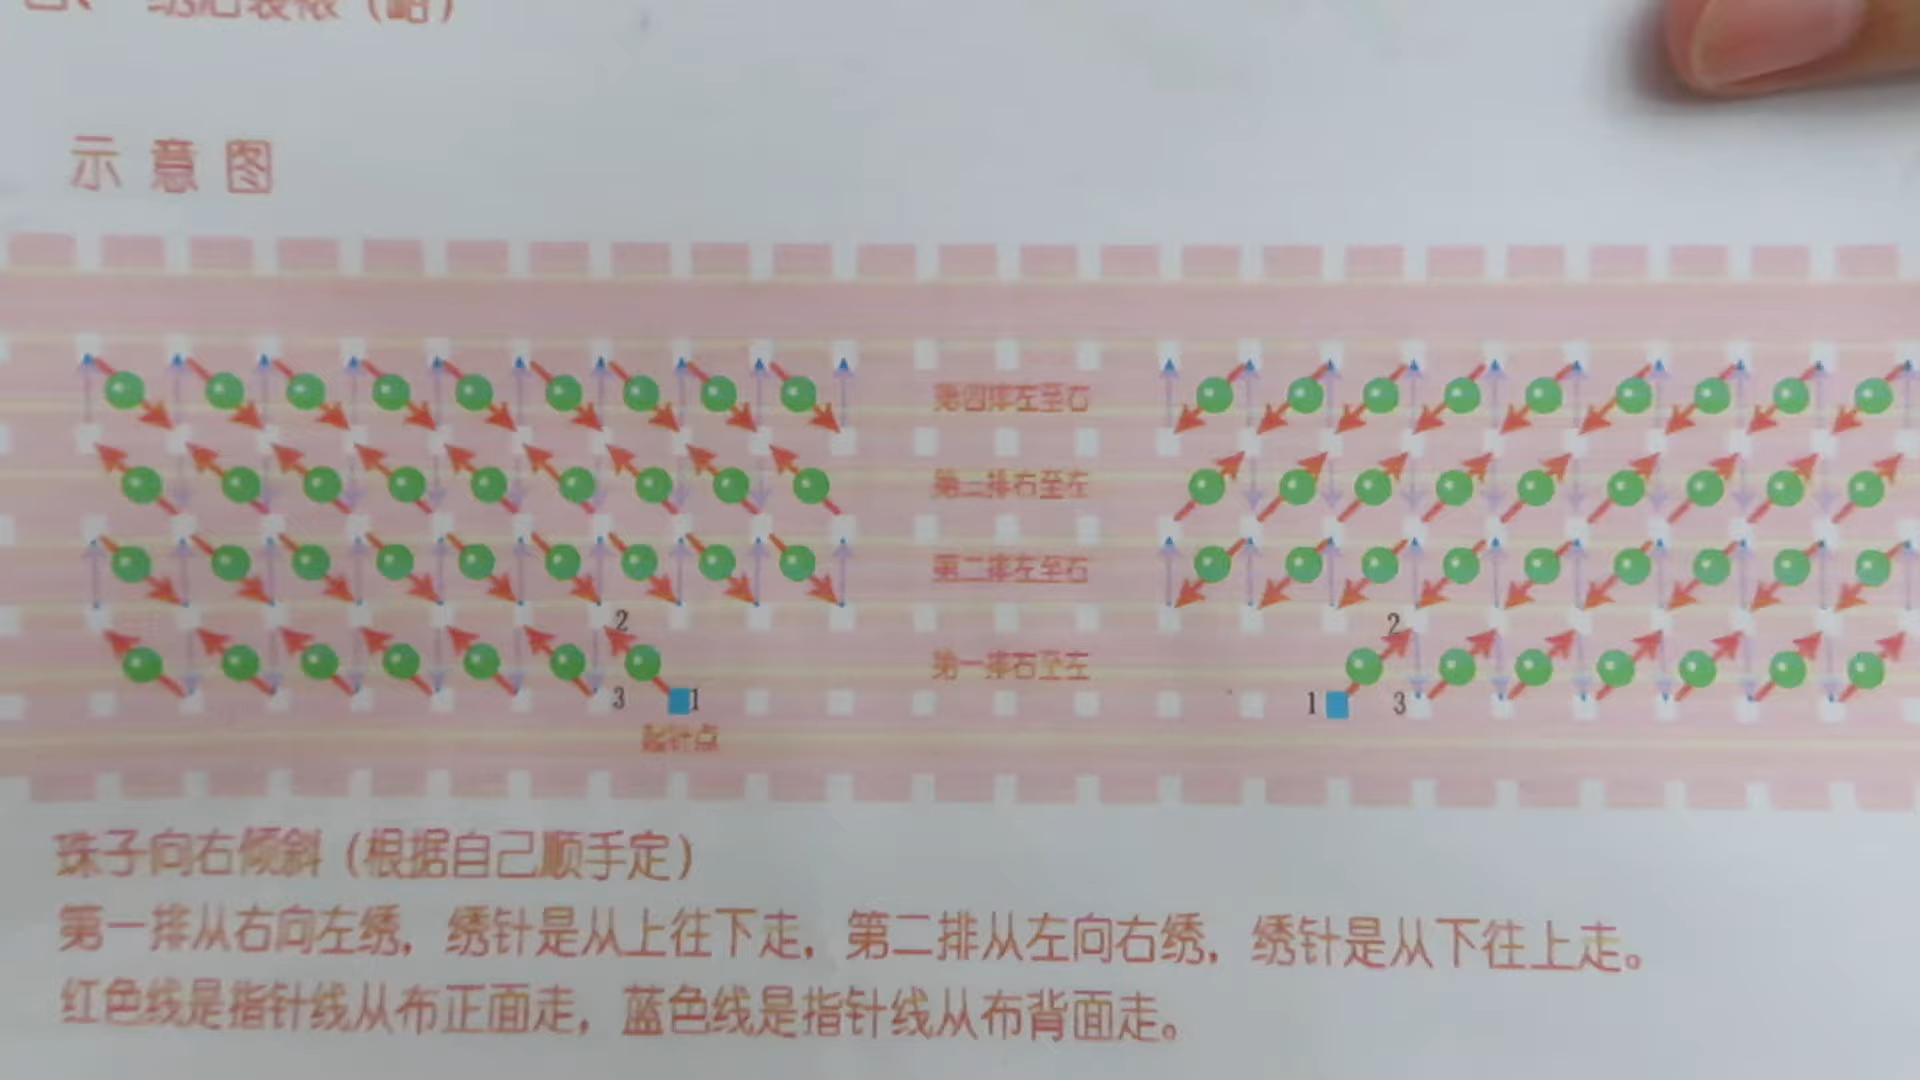 示意图
第四排左至右
第二排右至左
第二排左至右
2
2
第一排右至左
3
1
1
3
起针点
珠子向右倾斜（根据自己顺手定）
第一排从右向左绣，绣针是从上往下走，第二排从左向右绣，绣针是从下往上走。
红色线是指针线从布正面走，蓝色线是指针线从布背面走。